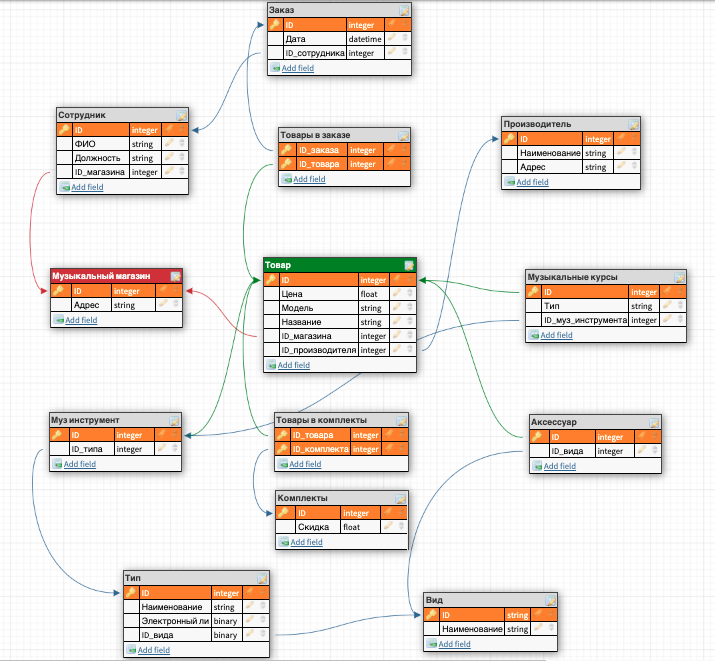 Заказ
ID integer
Дата datetime
ID_сотрудника integer
Add field
Сотрудник
ID integer
ФИО string
Должность string
ID_магазина integer
Add field
Товары в заказе
ID_заказа integer
ID_товара integer
Add field
Производитель
ID integer
Наименование string
Адрес string
Add field
Музыкальный магазин
ID integer
Адрес string
Add field
Товар
ID integer
Цена float
Модель string
Название string
ID_магазина integer
ID_производителя integer
Add field
Музыкальные курсы
ID integer
Тип string
ID_муз_инструмента integer
Add field
Муз инструмент
ID integer
ID_типа integer
Add field
Товары в комплекты
ID_товара integer
ID_комплекта integer
Add field
Аксессуар
ID integer
ID_вида integer
Add field
Комплекты
ID integer
Скидка float
Add field
Тип
ID integer
Наименование string
Электронный ли binary
ID_вида binary
Add field
Вид
ID string
Наименование string
Add field